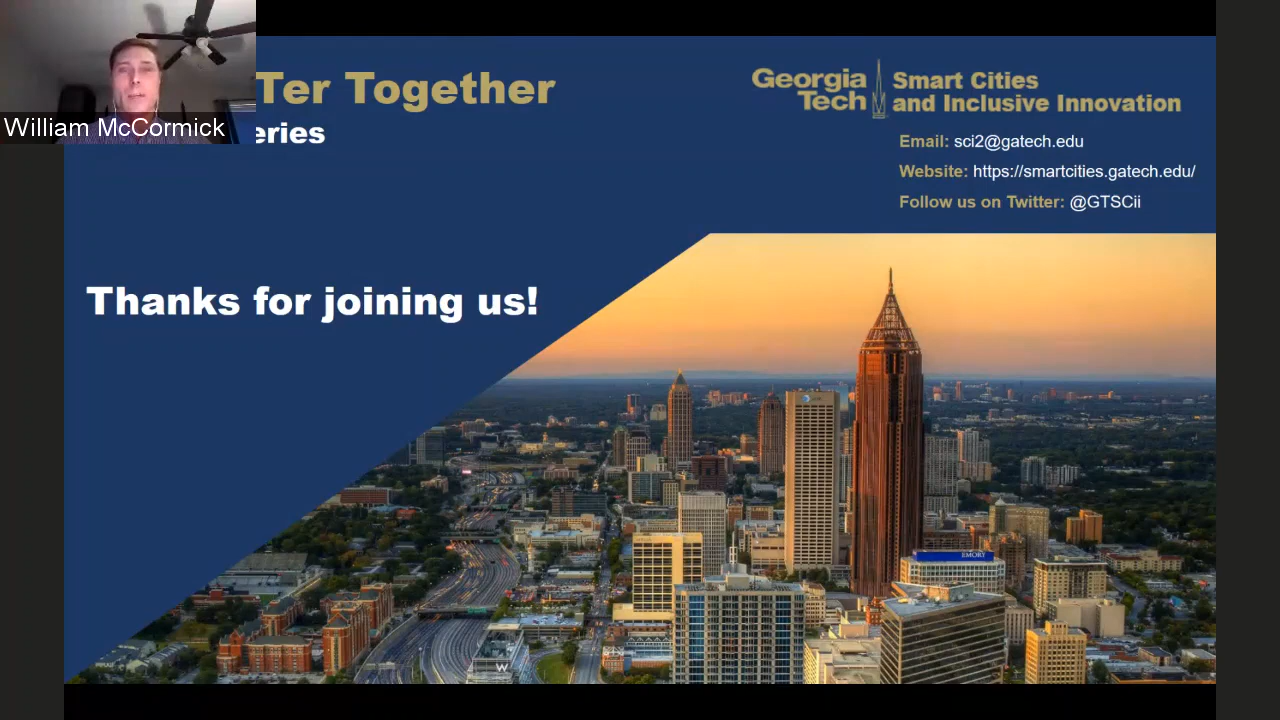 William McCormick
Ter Together
eries
Georgia
Tech
Smart Cities
and Inclusive Innovation
Email: sci2@gatech.edu
Website: https://smartcities.gatech.edu/
Follow us on Twitter: @GTSCii
Thanks for joining us!
EMORY
W